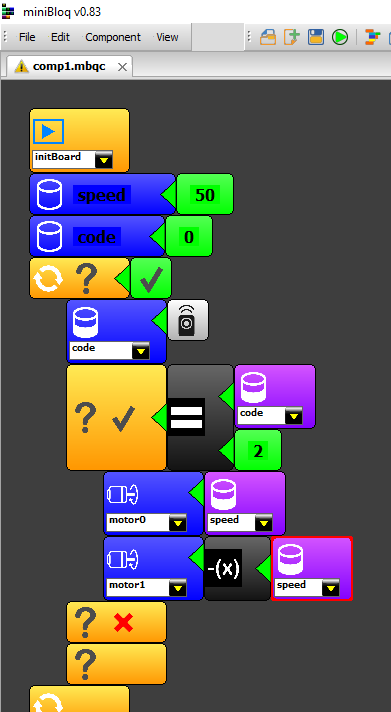 miniBloq v0.83
File Edit Component View
comp1.mbqc
initBoard
speed 50
code 0
?
code
? =
code
2
motor0 speed
-(x)
motor1 speed
?
?